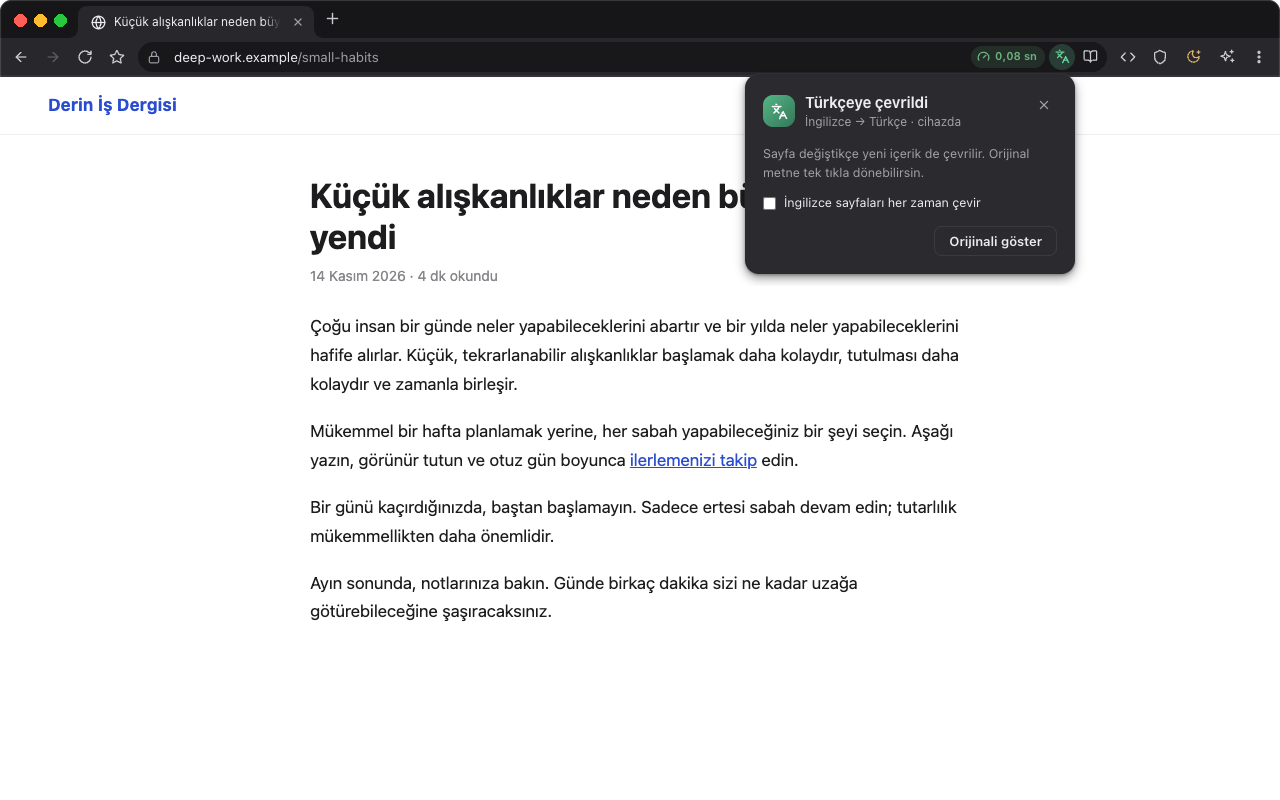 Küçük alışkanlıklar neden
deep-work.example/small-habits
0,08 sn
Derin İş Dergisi
Türkçeye çevrildi
İngilizce → Türkçe · cihazda
Sayfa değiştikçe yeni içerik de çevrilir. Orijinal
metne tek tıkla dönebilirsin.
İngilizce sayfaları her zaman çevir
Orijinali göster
Küçük alışkanlıklar neden
yendi
14 Kasım 2026 · 4 dk okundu
Çoğu insan bir günde neler yapabileceklerini abartır ve bir yılda neler yapabileceklerini
hafife alırlar. Küçük, tekrarlanabilir alışkanlıklar başlamak daha kolaydır, tutulması daha
kolaydır ve zamanla birleşir.
Mükemmel bir hafta planlamak yerine, her sabah yapabileceğiniz bir şeyi seçin. Aşağı
yazın, görünür tutun ve otuz gün boyunca ilerlemenizi takip edin.
Bir günü kaçırdığınızda, baştan başlamayın. Sadece ertesi sabah devam edin; tutarlılık
mükemmellikten daha önemlidir.
Ayın sonunda, notlarınıza bakın. Günde birkaç dakika sizi ne kadar uzağa
götürebileceğine şaşıracaksınız.